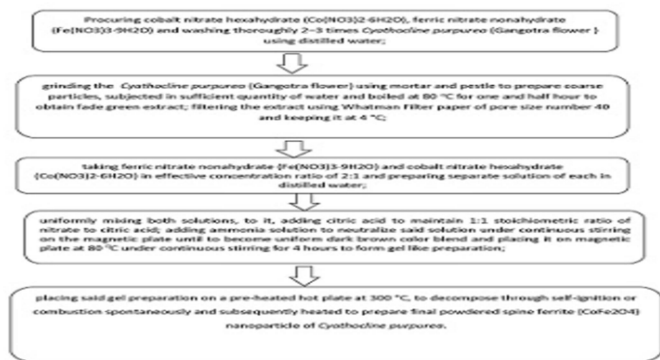 Procuring cobalt nitrate hexahydrate (Co(NO3)2·6H2O), ferric nitrate nonahydrate
(Fe(NO3)3·9H2O) and washing thoroughly 2–3 times Cyathocline purpurea (Gangotra flower )
using distilled water;
grinding the Cyathocline purpurea (Gangotra flower) using mortar and pestle to prepare coarse
particles, subjected in sufficient quantity of water and boiled at 80 °C for one and half hour to
obtain fade green extract; filtering the extract using Whatman Filter paper of pore size number 40
and keeping it at 4 °C;
taking ferric nitrate nonahydrate (Fe(NO3)3·9H2O) and cobalt nitrate hexahydrate
(Co(NO3)2·6H2O) in effective concentration ratio of 2:1 and preparing separate solution of each in
distilled water;
uniformly mixing both solutions, to it, adding citric acid to maintain 1:1 stoichiometric ratio of
nitrate to citric acid; adding ammonia solution to neutralize said solution under continuous stirring
on the magnetic plate until to become uniform dark brown color blend and placing it on magnetic
plate at 80 °C under continuous stirring for 4 hours to form gel like preparation;
placing said gel preparation on a pre-heated hot plate at 300 °C, to decompose through self-ignition or
combustion spontaneously and subsequently heated to prepare final powdered spine ferrite (CoFe2O4)
nanoparticle of Cyathocline purpurea.